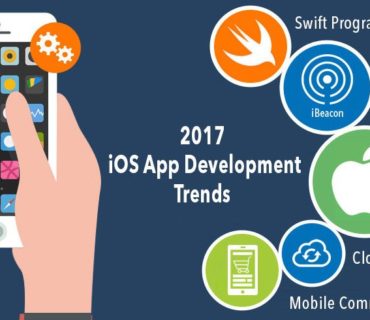 Swift Progra
iBeacon
2017
iOS App Development
Trends
Clo
Mobile Comm